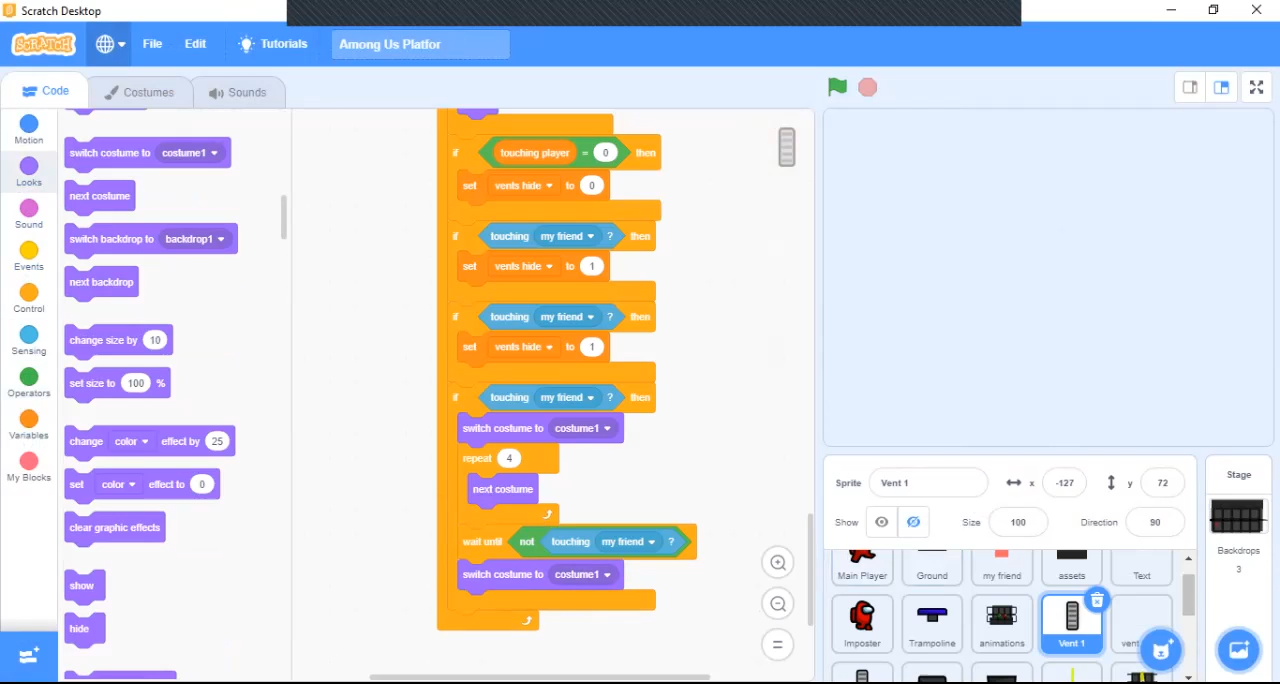 Scratch Desktop
SCRATCH File Edit Tutorials Among Us Platfor
Code Costumes Sounds
Motion
Looks
Sound
Events
Control
Sensing
Operators
Variables
My Blocks
switch costume to costume1
next costume
switch backdrop to backdrop1
next backdrop
change size by 10
set size to 100 %
change color effect by 25
set color effect to 0
clear graphic effects
show
hide
if touching player = 0 then
set vents hide to 0
if touching my friend ? then
set vents hide to 1
if touching my friend ? then
set vents hide to 1
if touching my friend ? then
switch costume to costume1
repeat 4
next costume
wait until not touching my friend ?
switch costume to costume1
Sprite Vent 1 x -127 y 72
Show Size 100 Direction 90
Main Player Ground my friend assets Text
Imposter Trampoline animations Vent 1 vent
Stage
Backdrops
3